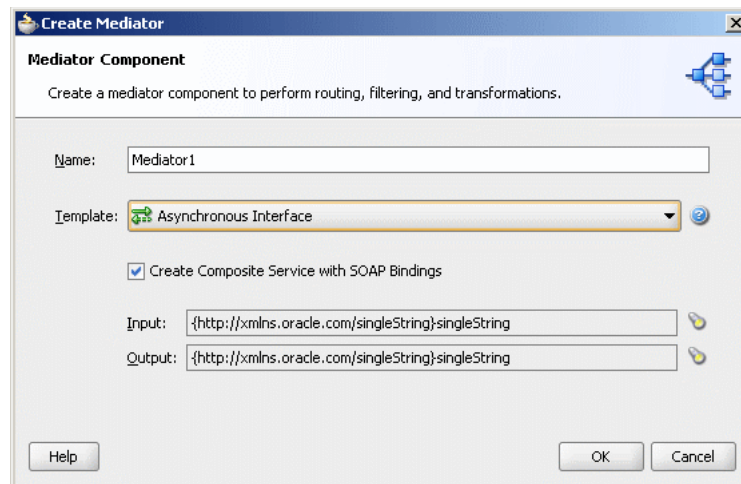 Create Mediator
Mediator Component
Create a mediator component to perform routing, filtering, and transformations.
Name: Mediator1
Template: Asynchronous Interface
Create Composite Service with SOAP Bindings
Input: {http://xmlns.oracle.com/singleString}singleString
Output: {http://xmlns.oracle.com/singleString}singleString
Help OK Cancel